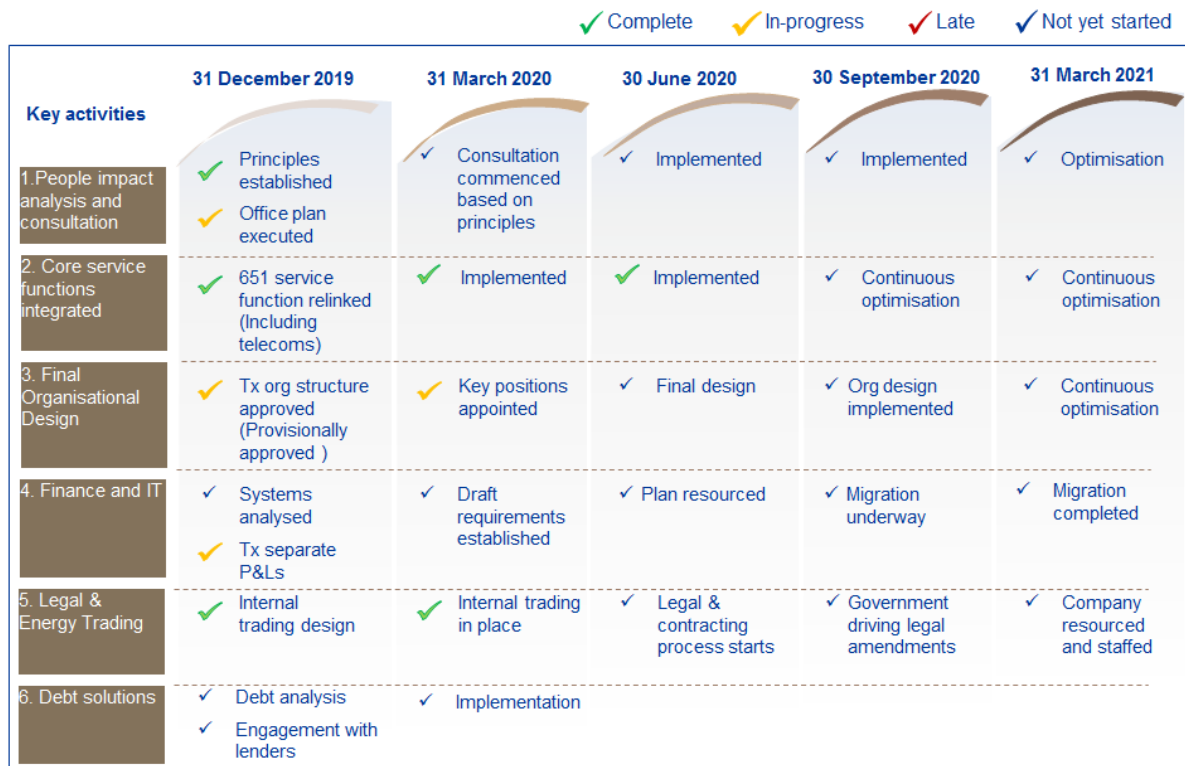 Complete
In-progress
Late
Not yet started
Key activities
31 December 2019
31 March 2020
30 June 2020
30 September 2020
31 March 2021
1.People impact
analysis and
consultation
Principles
established
Office plan
executed
Consultation
commenced
based on
principles
Implemented
Implemented
Optimisation
2. Core service
functions
integrated
651 service
function relinked
(Including
telecoms)
Implemented
Implemented
Continuous
optimisation
Continuous
optimisation
3. Final
Organisational
Design
Tx org structure
approved
(Provisionally
approved )
Key positions
appointed
Final design
Org design
implemented
Continuous
optimisation
4. Finance and IT
Systems
analysed
Tx separate
P&Ls
Draft
requirements
established
Plan resourced
Migration
underway
Migration
completed
5. Legal &
Energy Trading
Internal
trading design
Internal trading
in place
Legal &
contracting
process starts
Government
driving legal
amendments
Company
resourced
and staffed
6. Debt solutions
Debt analysis
Engagement with
lenders
Implementation